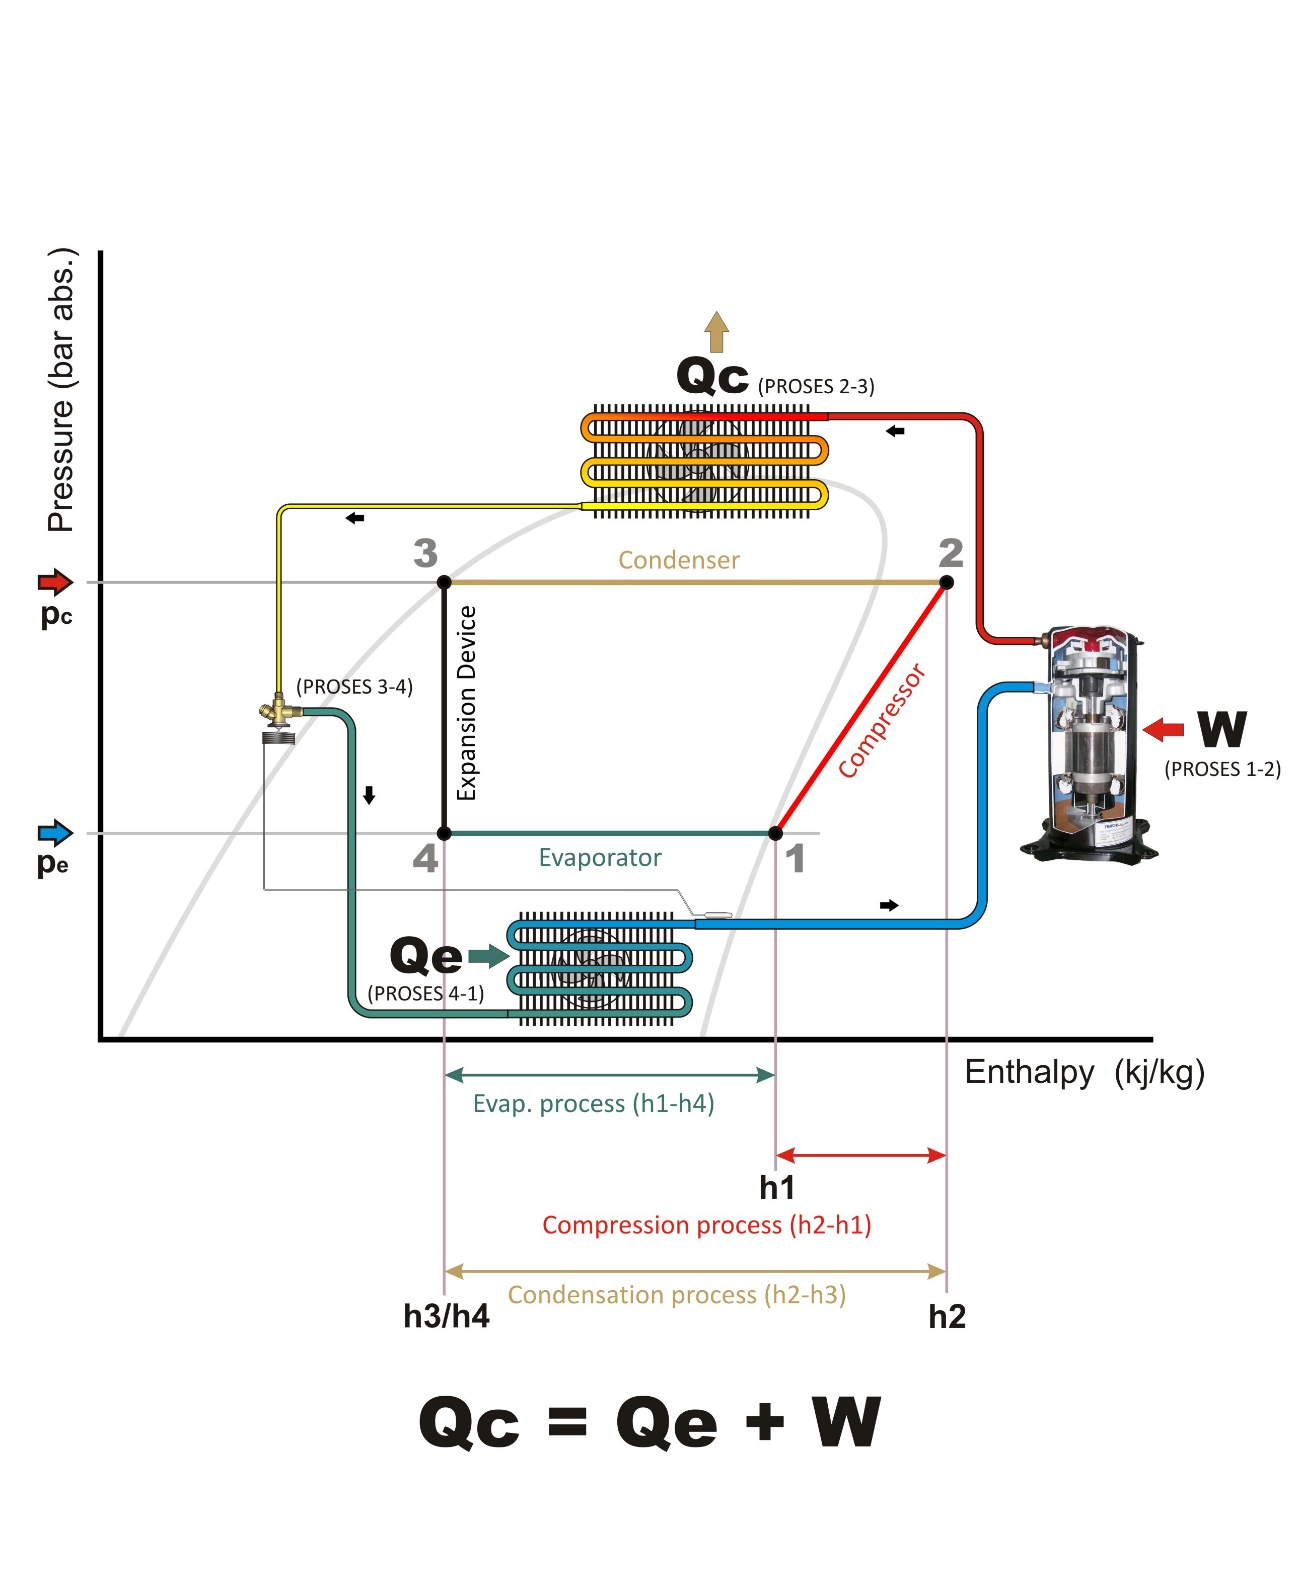 Pressure (bar abs.)
Qc (PROSES 2-3)
3
Condenser
2
pc
Expansion Device
(PROSES 3-4)
Compressor
W
(PROSES 1-2)
pe
4
Evaporator
1
Qe
(PROSES 4-1)
Enthalpy (kj/kg)
Evap. process (h1-h4)
h1
Compression process (h2-h1)
Condensation process (h2-h3)
h3/h4
h2
Qc = Qe + W